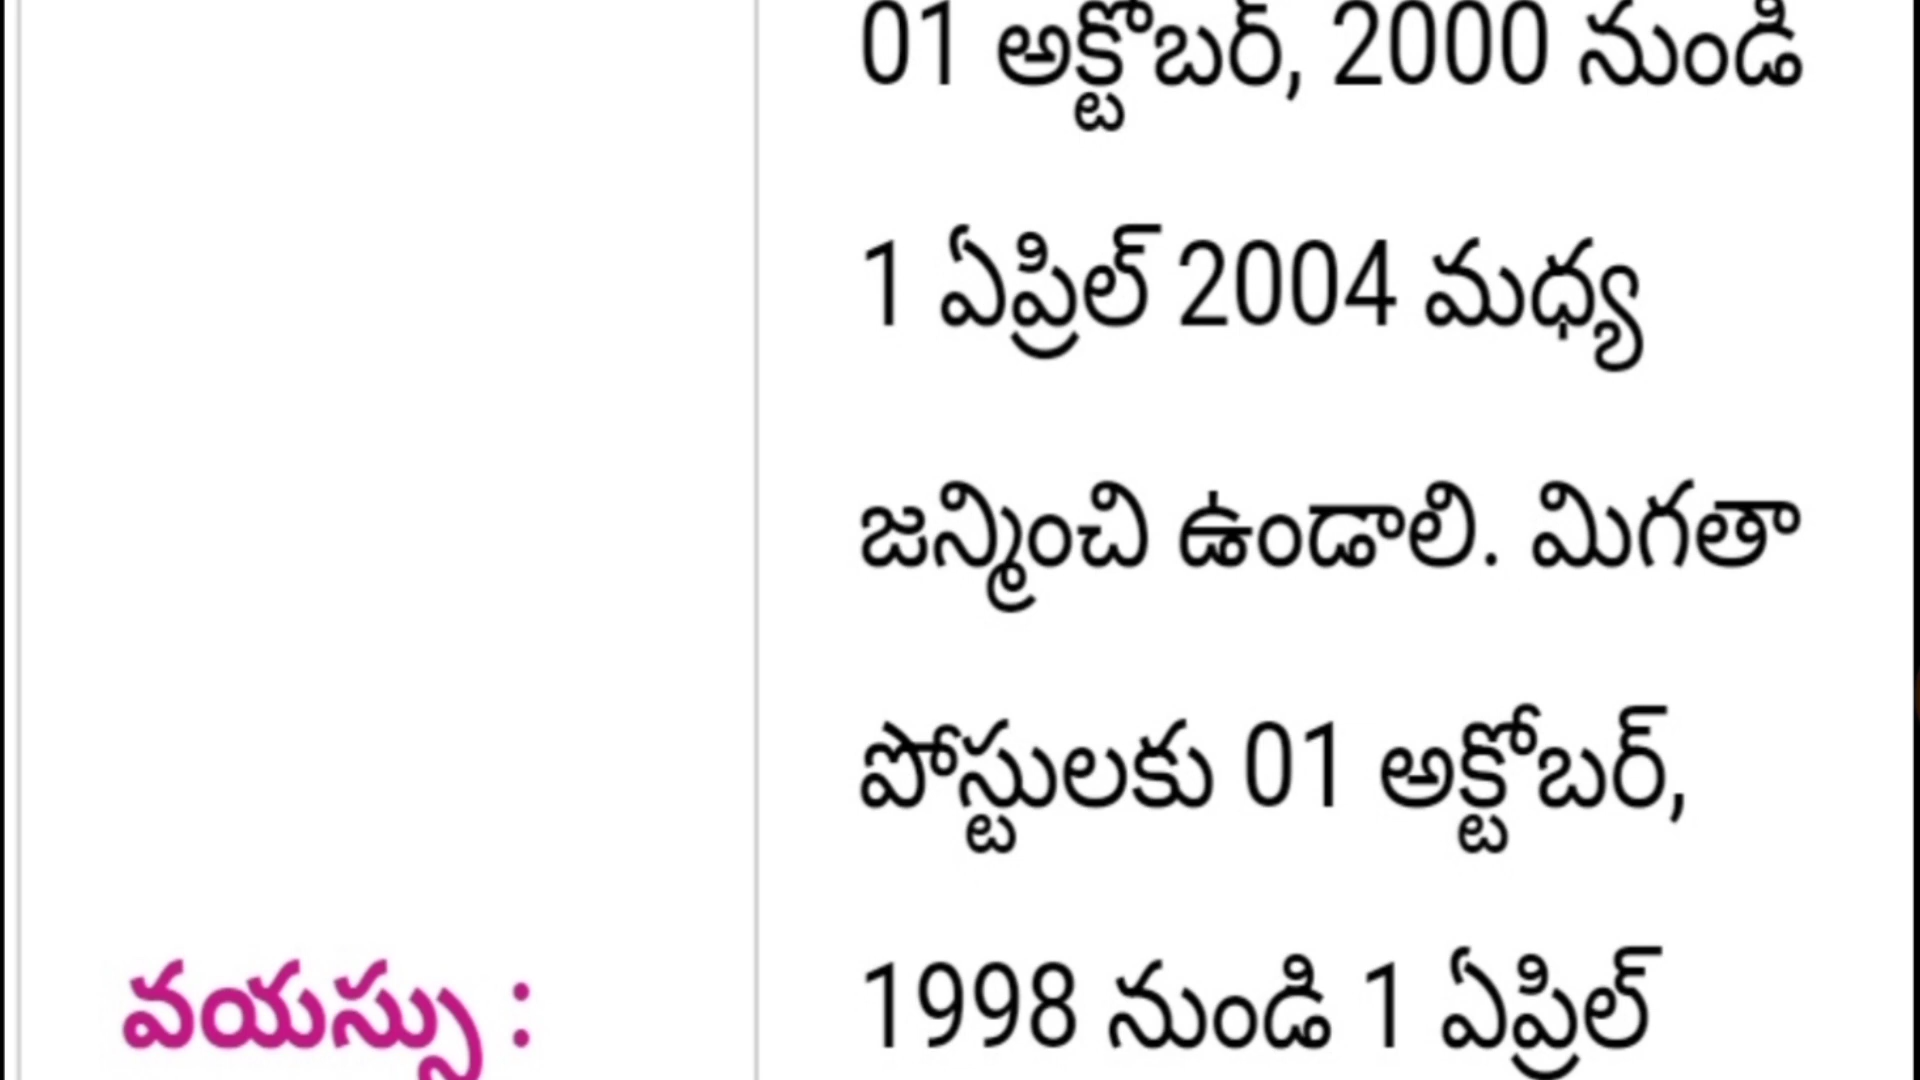 01 అక్టోబర్, 2000 నుండి
1 ఏప్రిల్ 2004 మధ్య
జన్మించి ఉండాలి. మిగతా
పోస్టులకు 01 అక్టోబర్,
వయస్సు :
1998 నుండి 1 ఏప్రిల్